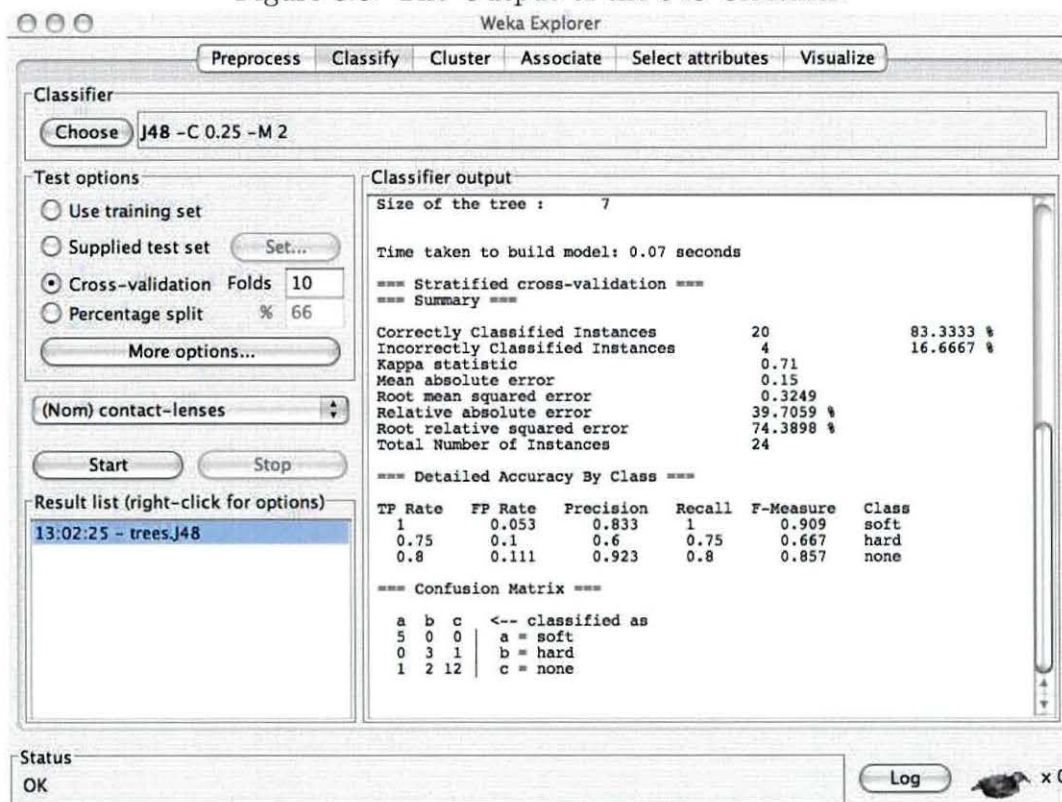 Weka Explorer
Preprocess Classify Cluster Associate Select attributes Visualize
Classifier
Choose J48 -C 0.25 -M 2
Test options
Use training set
Supplied test set Set...
Cross-validation Folds 10
Percentage split % 66
More options...
(Nom) contact-lenses
Start Stop
Result list (right-click for options)
13:02:25 - trees.J48
Classifier output
Size of the tree : 7
Time taken to build model: 0.07 seconds
=== Stratified cross-validation ===
=== Summary ===
Correctly Classified Instances 20 83.3333 %
Incorrectly Classified Instances 4 16.6667 %
Kappa statistic 0.71
Mean absolute error 0.15
Root mean squared error 0.3249
Relative absolute error 39.7059 %
Root relative squared error 74.3898 %
Total Number of Instances 24
=== Detailed Accuracy By Class ===
TP Rate FP Rate Precision Recall F-Measure Class
1 0.053 0.833 1 0.909 soft
0.75 0.1 0.6 0.75 0.667 hard
0.8 0.111 0.923 0.8 0.857 none
=== Confusion Matrix ===
a b c <-- classified as
5 0 0 | a = soft
0 3 1 | b = hard
1 2 12 | c = none
Status
OK
Log x 0